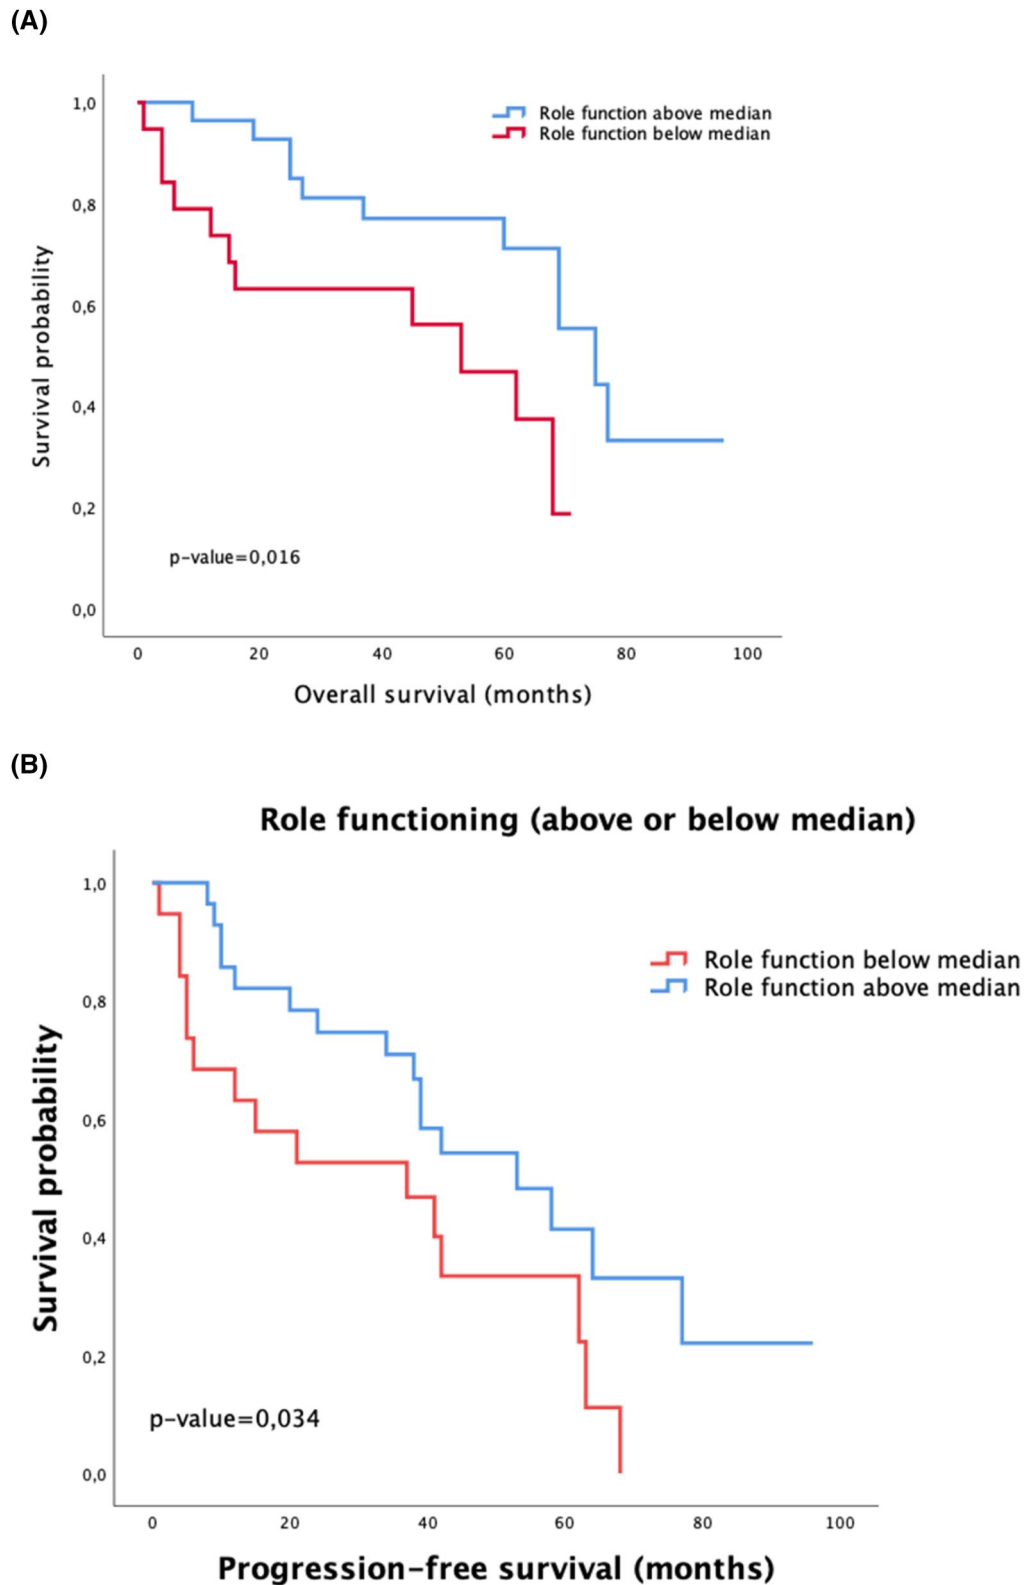 (A)
Role function above median
Role function below median
1,0
0,8
0,6
0,4
0,2
0,0
Survival probability
p-value=0,016
0 20 40 60 80 100
Overall survival (months)
(B)
Role functioning (above or below median)
Role function below median
Role function above median
1,0
0,8
0,6
0,4
0,2
0,0
Survival probability
p-value=0,034
0 20 40 60 80 100
Progression-free survival (months)